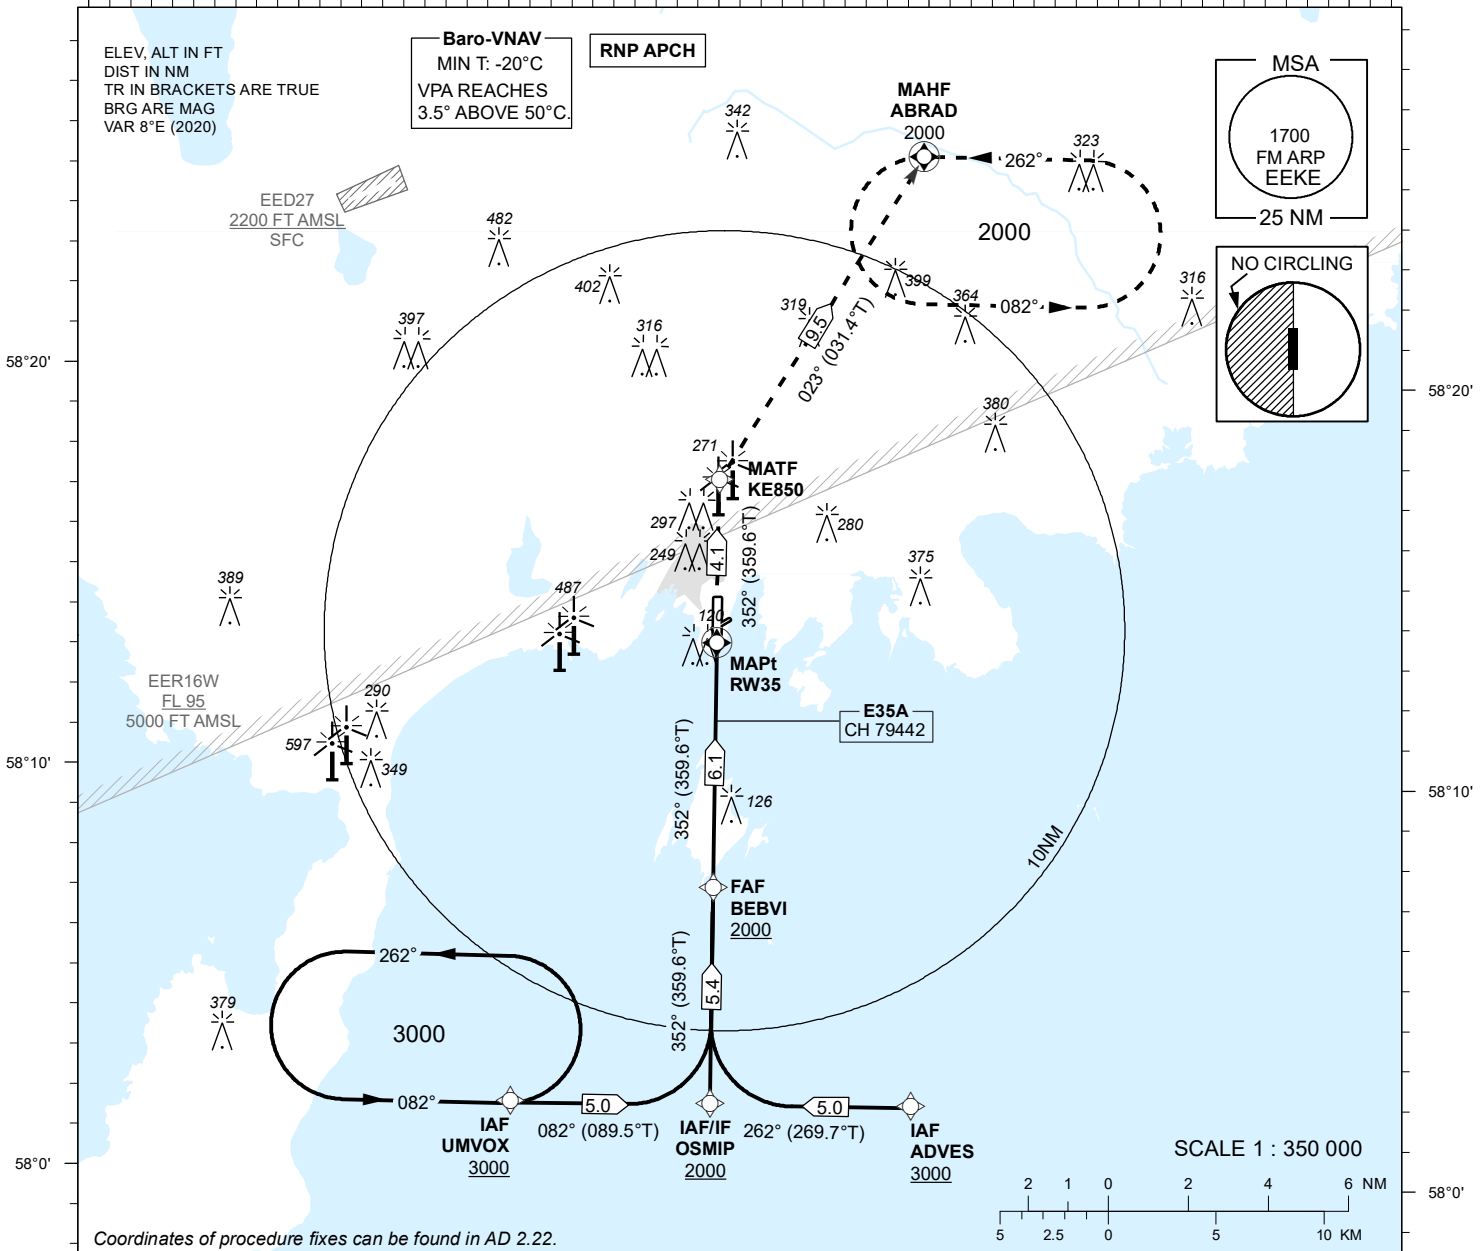 ELEV, ALT IN FT
DIST IN NM
TR IN BRACKETS ARE TRUE
BRG ARE MAG
VAR 8°E (2020)
Baro-VNAV
MIN T: -20°C
VPA REACHES
3.5° ABOVE 50°C.
RNP APCH
MSA
1700
FM ARP
EEKE
25 NM
NO CIRCLING
MAHF
ABRAD
2000
342
323
262°
2000
082°
EED27
2200 FT AMSL
SFC
482
402
397
316
319
399
364
316
19.5
023° (031.4°T)
58°20'
58°20'
380
271
MATF
KE850
297
249
280
375
4.1
352° (359.6°T)
389
487
120
MAPt
RW35
EER16W
FL 95
5000 FT AMSL
290
597
349
E35A
CH 79442
6.1
352° (359.6°T)
126
58°10'
58°10'
10NM
FAF
BEBVI
2000
262°
3000
082°
379
5.4
352° (359.6°T)
5.0
5.0
082° (089.5°T)
262° (269.7°T)
IAF
UMVOX
3000
IAF/IF
OSMIP
2000
IAF
ADVES
3000
58°0'
58°0'
SCALE 1 : 350 000
2 1 0 2 4 6 NM
5 2.5 0 5 10 KM
Coordinates of procedure fixes can be found in AD 2.22.